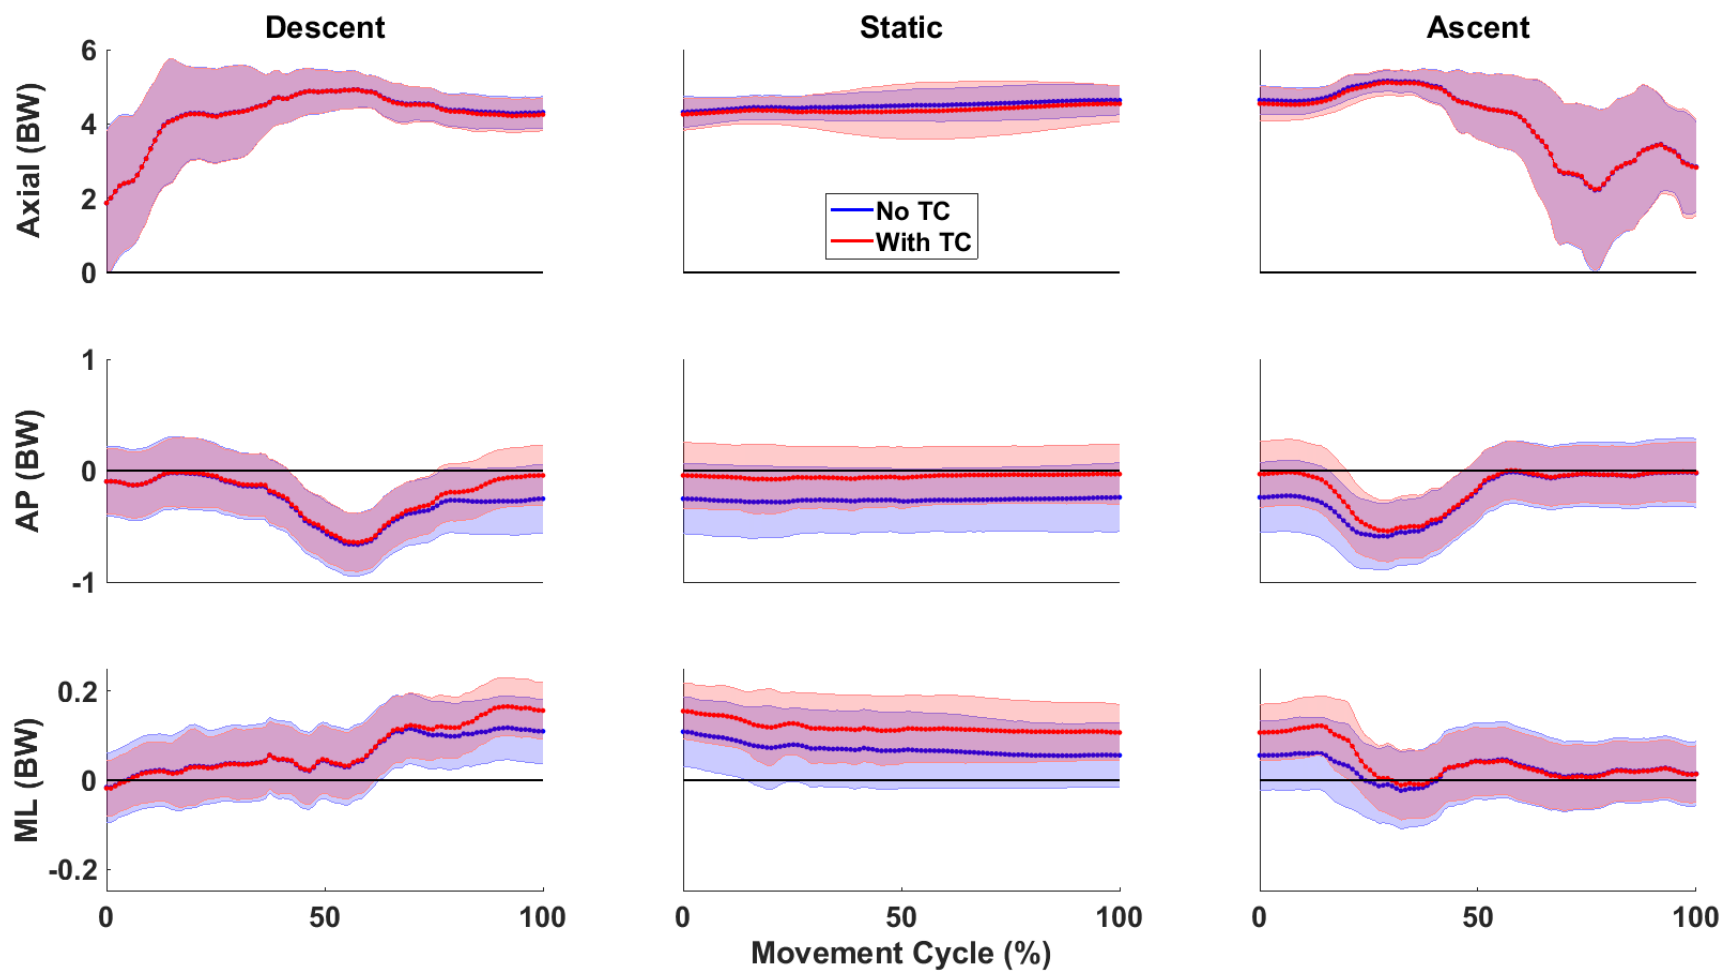 Descent Static Ascent
Axial (BW)
6
4
2
0
No TC
With TC
AP (BW)
1
0
-1
ML (BW)
0.2
0
-0.2
0 50 100 0 50 100 0 50 100
Movement Cycle (%)